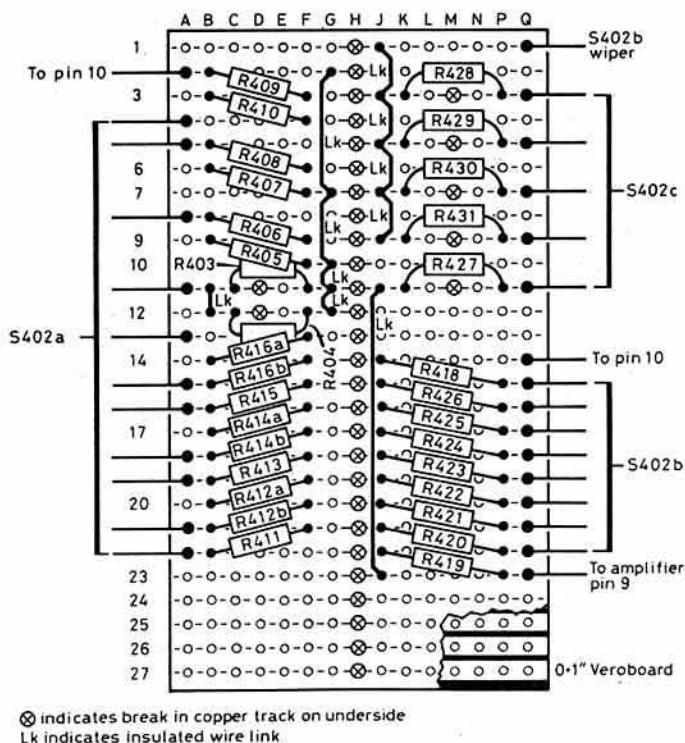 A B C D E F G H J K L M N P Q
1
S402b wiper
To pin 10
Lk
R428
R409
3
R410
Lk
R429
Lk
R408
6
Lk
R430
R407
7
S402c
Lk
R406
Lk
R431
9
R405
10
R403
Lk
R427
Lk
Lk
12
Lk
S402a
R416a
R404
14
To pin 10
R416b
R418
R415
R426
17
R414a
R425
R414b
R424
S402b
R413
R423
20
R412a
R422
R412b
R421
R411
R420
R419
23
To amplifier pin 9
24
25
26
27
0·1" Veroboard
⊗ indicates break in copper track on underside
Lk indicates insulated wire link